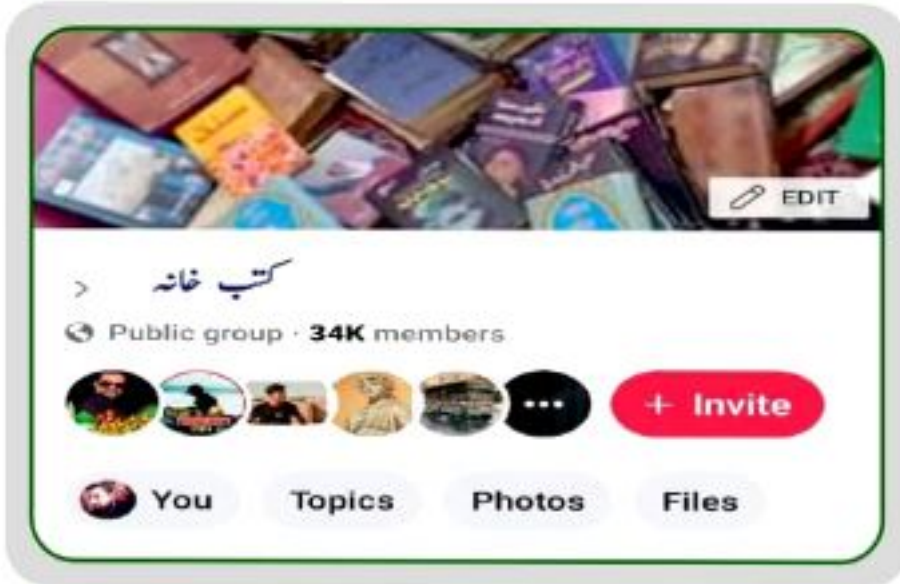 EDIT
کتب خانہ
Public group · 34K members
+ Invite
You Topics Photos Files